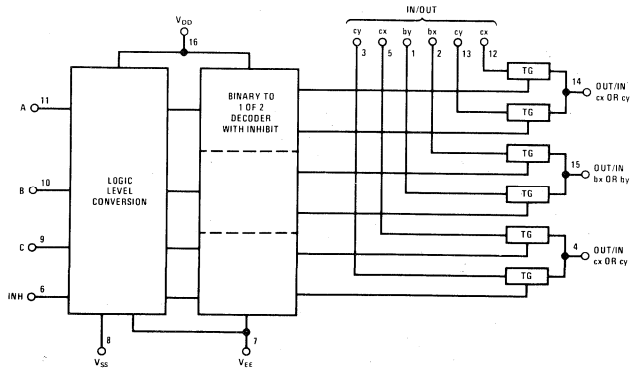 IN/OUT
VDD
16
cy cx by bx cy cx
3 5 1 2 13 12
A 11
B 10
C 9
INH 6
LOGIC
LEVEL
CONVERSION
BINARY TO
1 OF 2
DECODER
WITH INHIBIT
TG
TG
TG
TG
TG
TG
14 OUT/IN
cx OR cy
15 OUT/IN
bx OR by
4 OUT/IN
cx OR cy
8
VSS
7
VEE